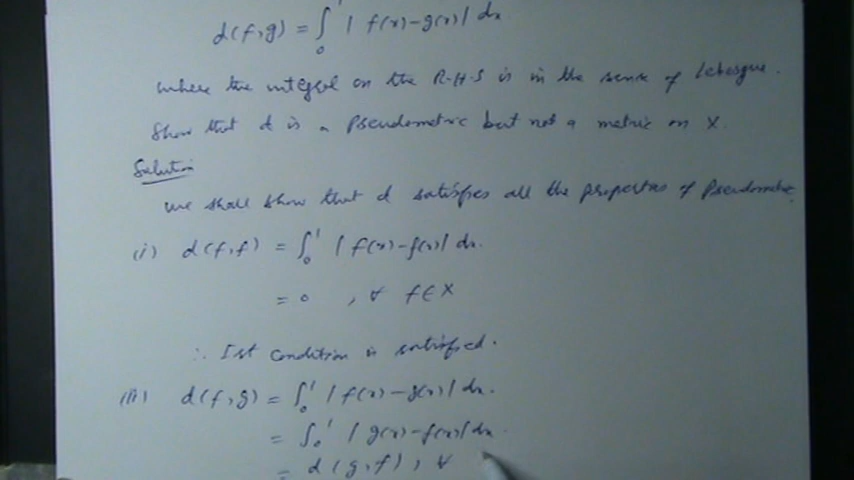 d(f,g) = ∫₀¹ | f(x)-g(x)| dx
where the integral on the R-H-S is in the sense of Lebesgue.
Show that d is a Pseudometric but not a metric on X.
Solution
we shall show that d satisfies all the properties of Pseudometric.
(i) d(f,f) = ∫₀¹ | f(x)-f(x)| dx.
= 0 , ∀ f∈X
∴ Ist condition is satisfied.
(ii) d(f,g) = ∫₀¹ | f(x)-g(x)| dx.
= ∫₀¹ | g(x)-f(x)| dx.
= d(g,f), ∀